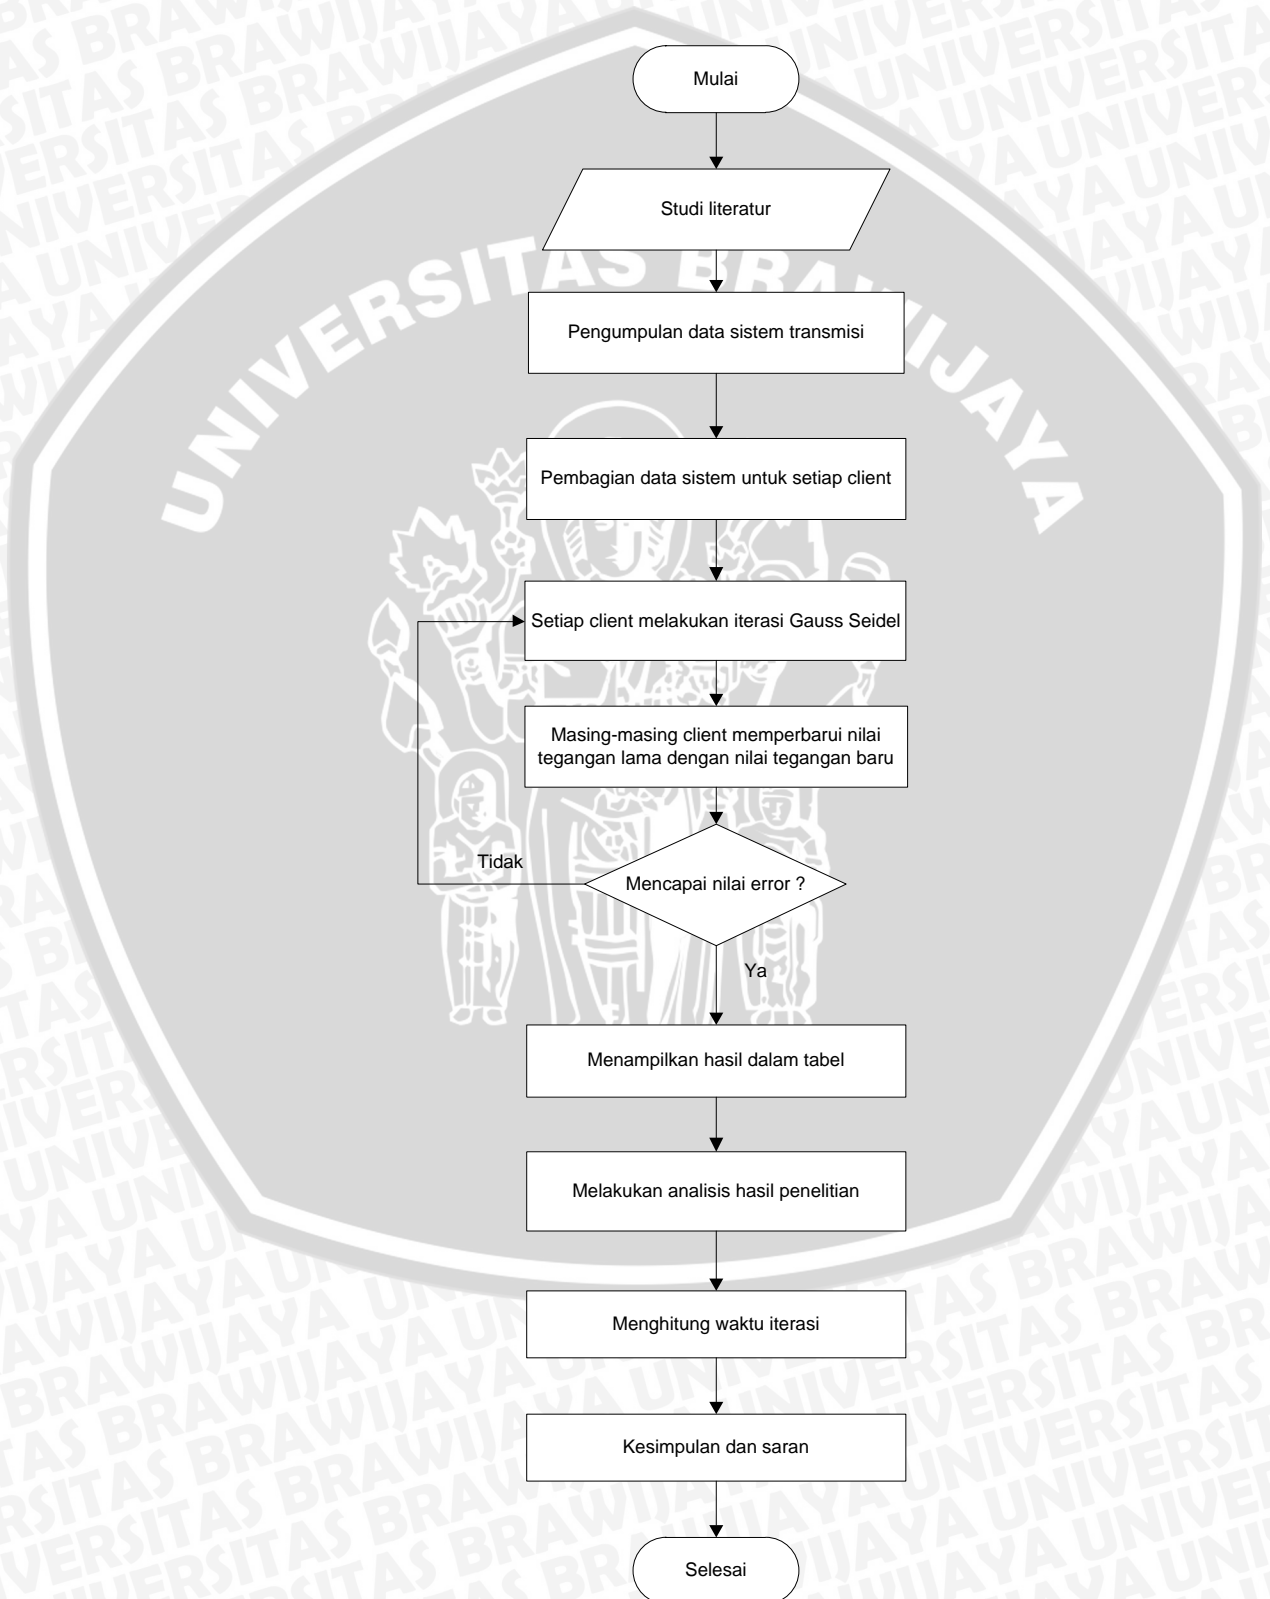 Mulai
Studi literatur
UNIVERSITAS BRAWIJAYA
Pengumpulan data sistem transmisi
Pembagian data sistem untuk setiap client
Setiap client melakukan iterasi Gauss Seidel
Masing-masing client memperbarui nilai
tegangan lama dengan nilai tegangan baru
Tidak
Mencapai nilai error ?
Ya
Menampilkan hasil dalam tabel
Melakukan analisis hasil penelitian
Menghitung waktu iterasi
Kesimpulan dan saran
Selesai